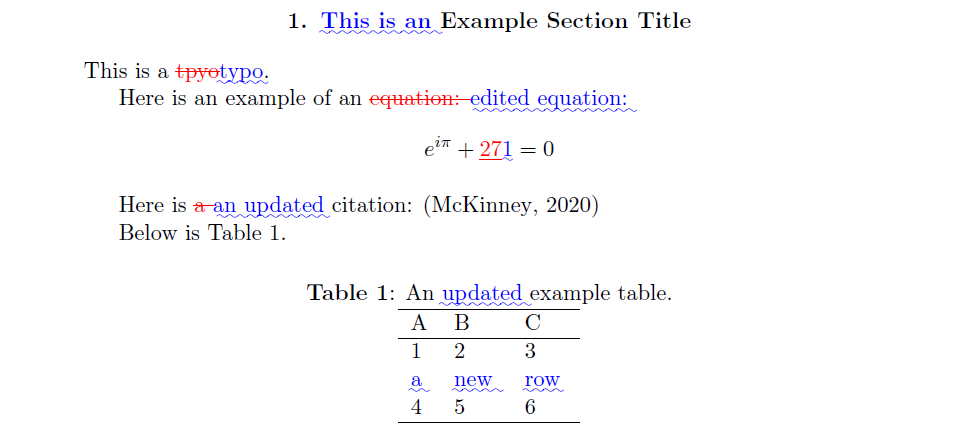 1. This is an Example Section Title
This is a tpyotypo.
Here is an example of an equation: edited equation:
e^{iπ} + 271 = 0
Here is a an updated citation: (McKinney, 2020)
Below is Table 1.
Table 1: An updated example table.
A B C
1 2 3
a new row
4 5 6